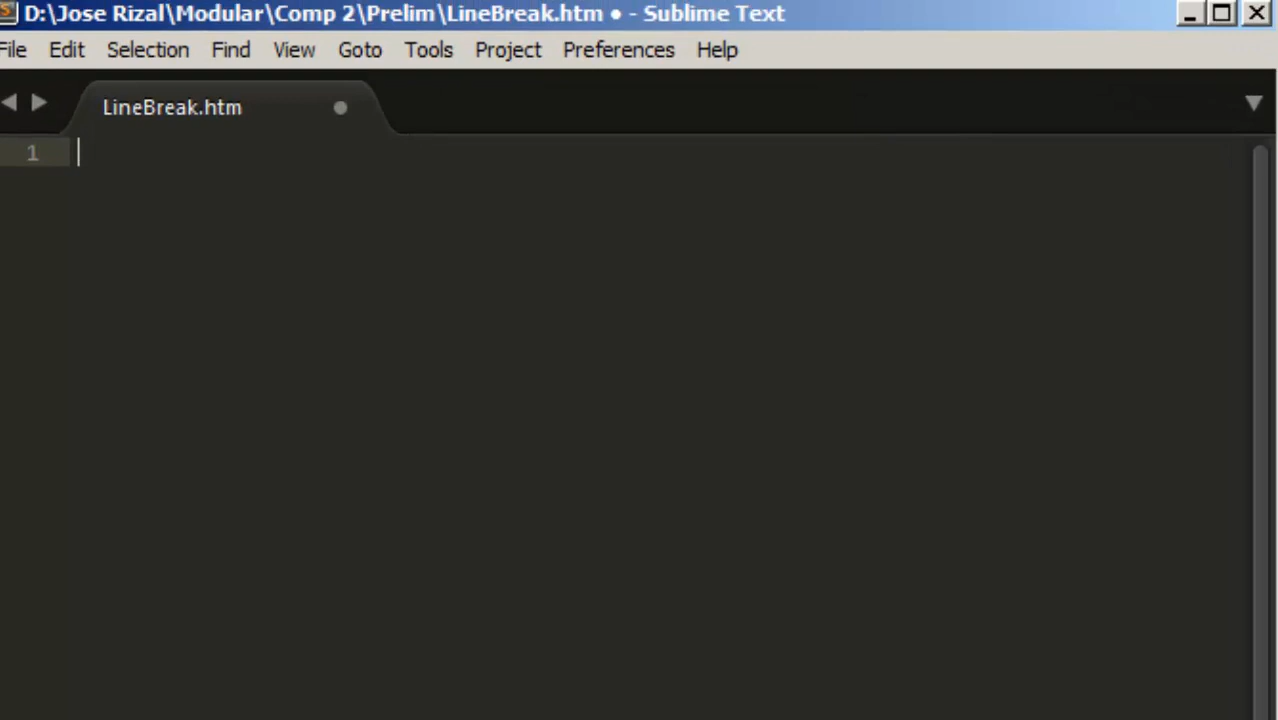 D:\Jose Rizal\Modular\Comp 2\Prelim\LineBreak.htm • - Sublime Text
File Edit Selection Find View Goto Tools Project Preferences Help
LineBreak.htm
1